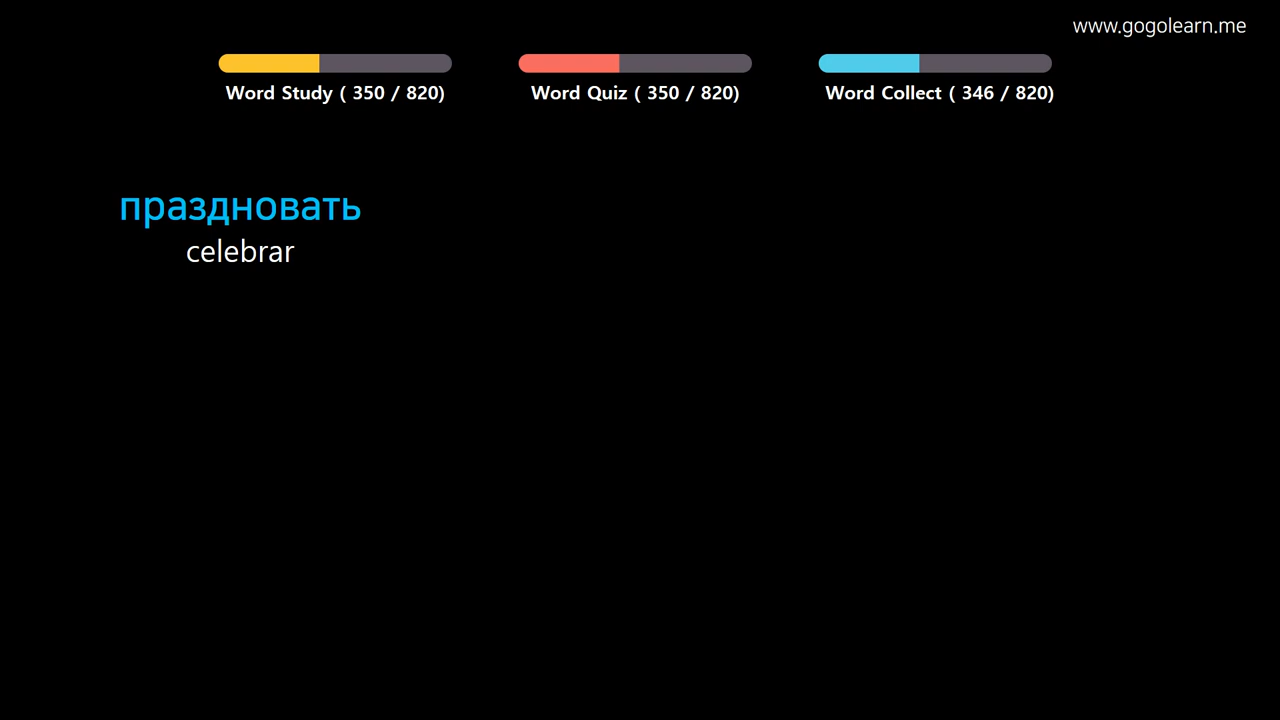 www.gogolearn.me
Word Study ( 350 / 820)
Word Quiz ( 350 / 820)
Word Collect ( 346 / 820)
праздновать
celebrar